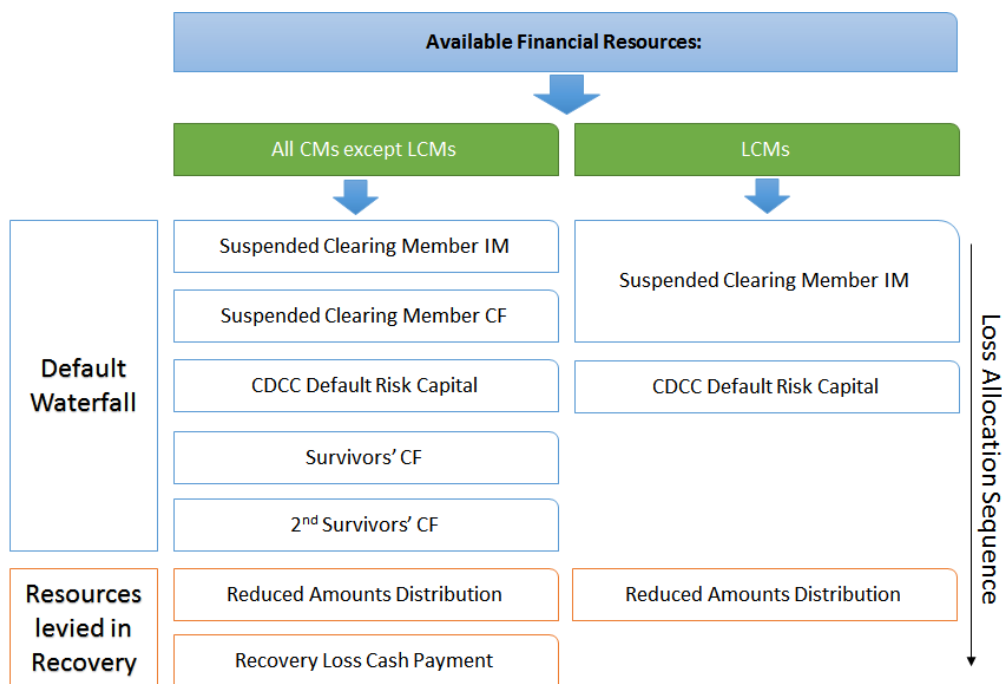 Available Financial Resources:
All CMs except LCMs
LCMs
Default
Waterfall
Suspended Clearing Member IM
Suspended Clearing Member IM
Suspended Clearing Member CF
CDCC Default Risk Capital
CDCC Default Risk Capital
Survivors' CF
2nd Survivors' CF
Loss Allocation Sequence
Resources
levied in
Recovery
Reduced Amounts Distribution
Reduced Amounts Distribution
Recovery Loss Cash Payment